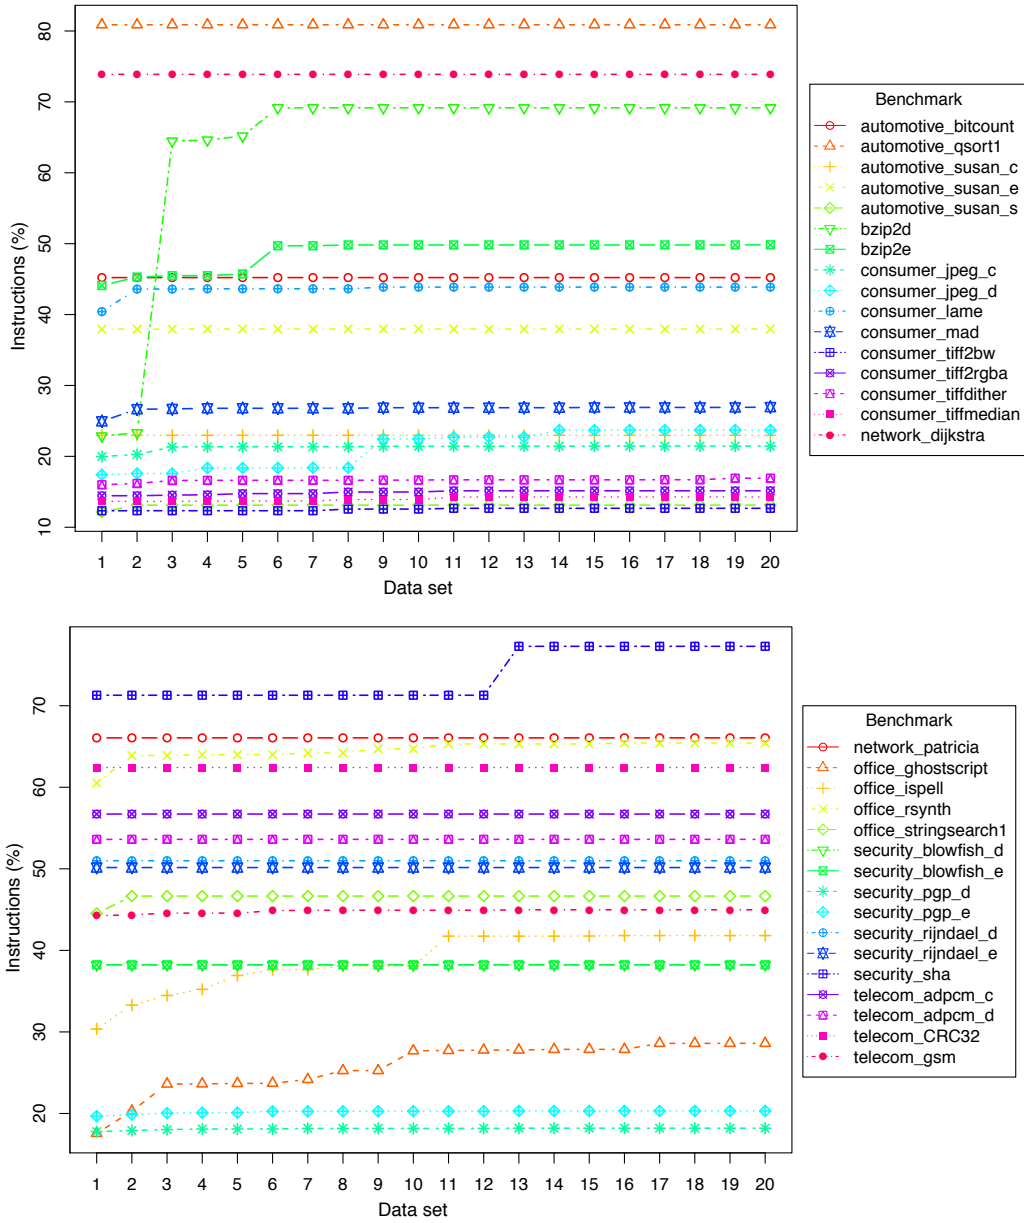 80
70
60
50
40
30
20
10
Instructions (%)
1 2 3 4 5 6 7 8 9 10 11 12 13 14 15 16 17 18 19 20
Data set
Benchmark
automotive_bitcount
automotive_qsort1
automotive_susan_c
automotive_susan_e
automotive_susan_s
bzip2d
bzip2e
consumer_jpeg_c
consumer_jpeg_d
consumer_lame
consumer_mad
consumer_tiff2bw
consumer_tiff2rgba
consumer_tiffdither
consumer_tiffmedian
network_dijkstra
70
60
50
40
30
20
Instructions (%)
1 2 3 4 5 6 7 8 9 10 11 12 13 14 15 16 17 18 19 20
Data set
Benchmark
network_patricia
office_ghostscript
office_ispell
office_rsynth
office_stringsearch1
security_blowfish_d
security_blowfish_e
security_pgp_d
security_pgp_e
security_rijndael_d
security_rijndael_e
security_sha
telecom_adpcm_c
telecom_adpcm_d
telecom_CRC32
telecom_gsm